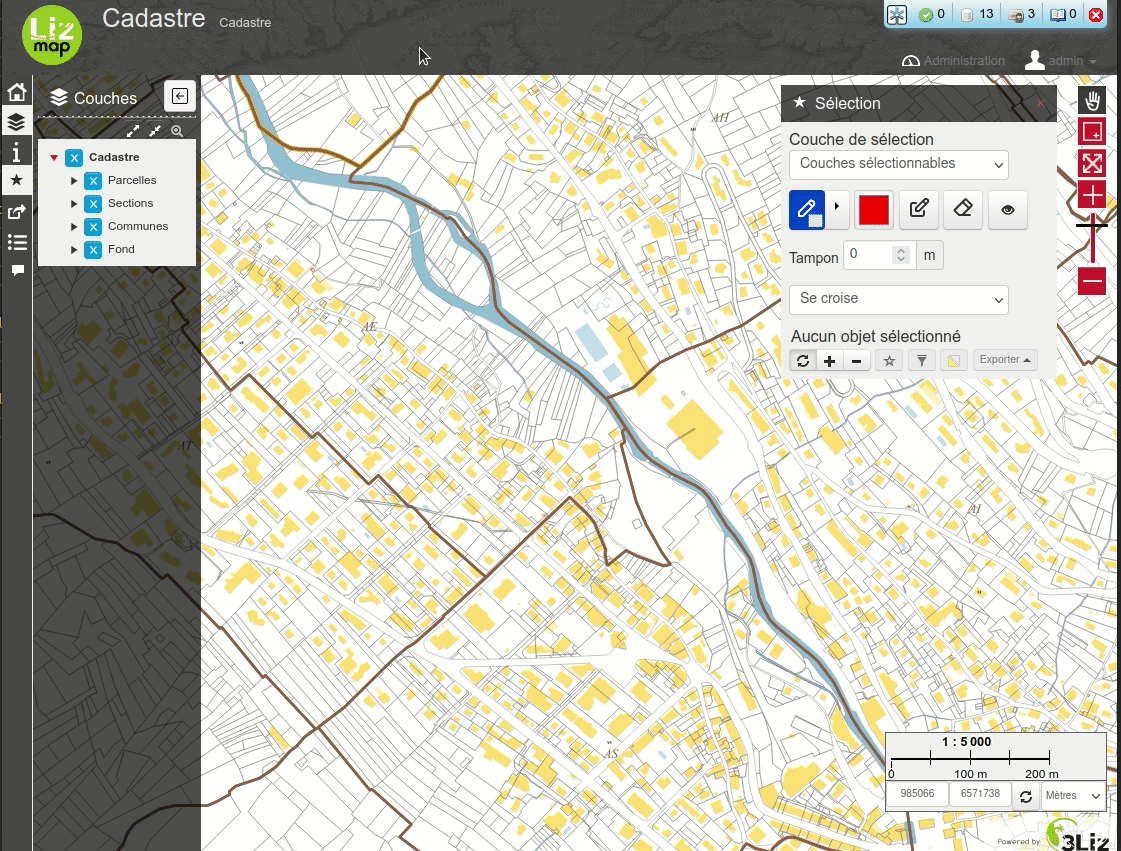 Liz
map
Cadastre
Cadastre
0
13
3
0
Administration
admin
Couches
Cadastre
Parcelles
Sections
Communes
Fond
Sélection
Couche de sélection
Couches sélectionnables
Tampon
0
m
Se croise
Aucun objet sélectionné
Exporter
AH
AE
AT
AI
AS
1 : 5 000
0
100 m
200 m
985066
6571738
Mètres
Powered by
3Liz